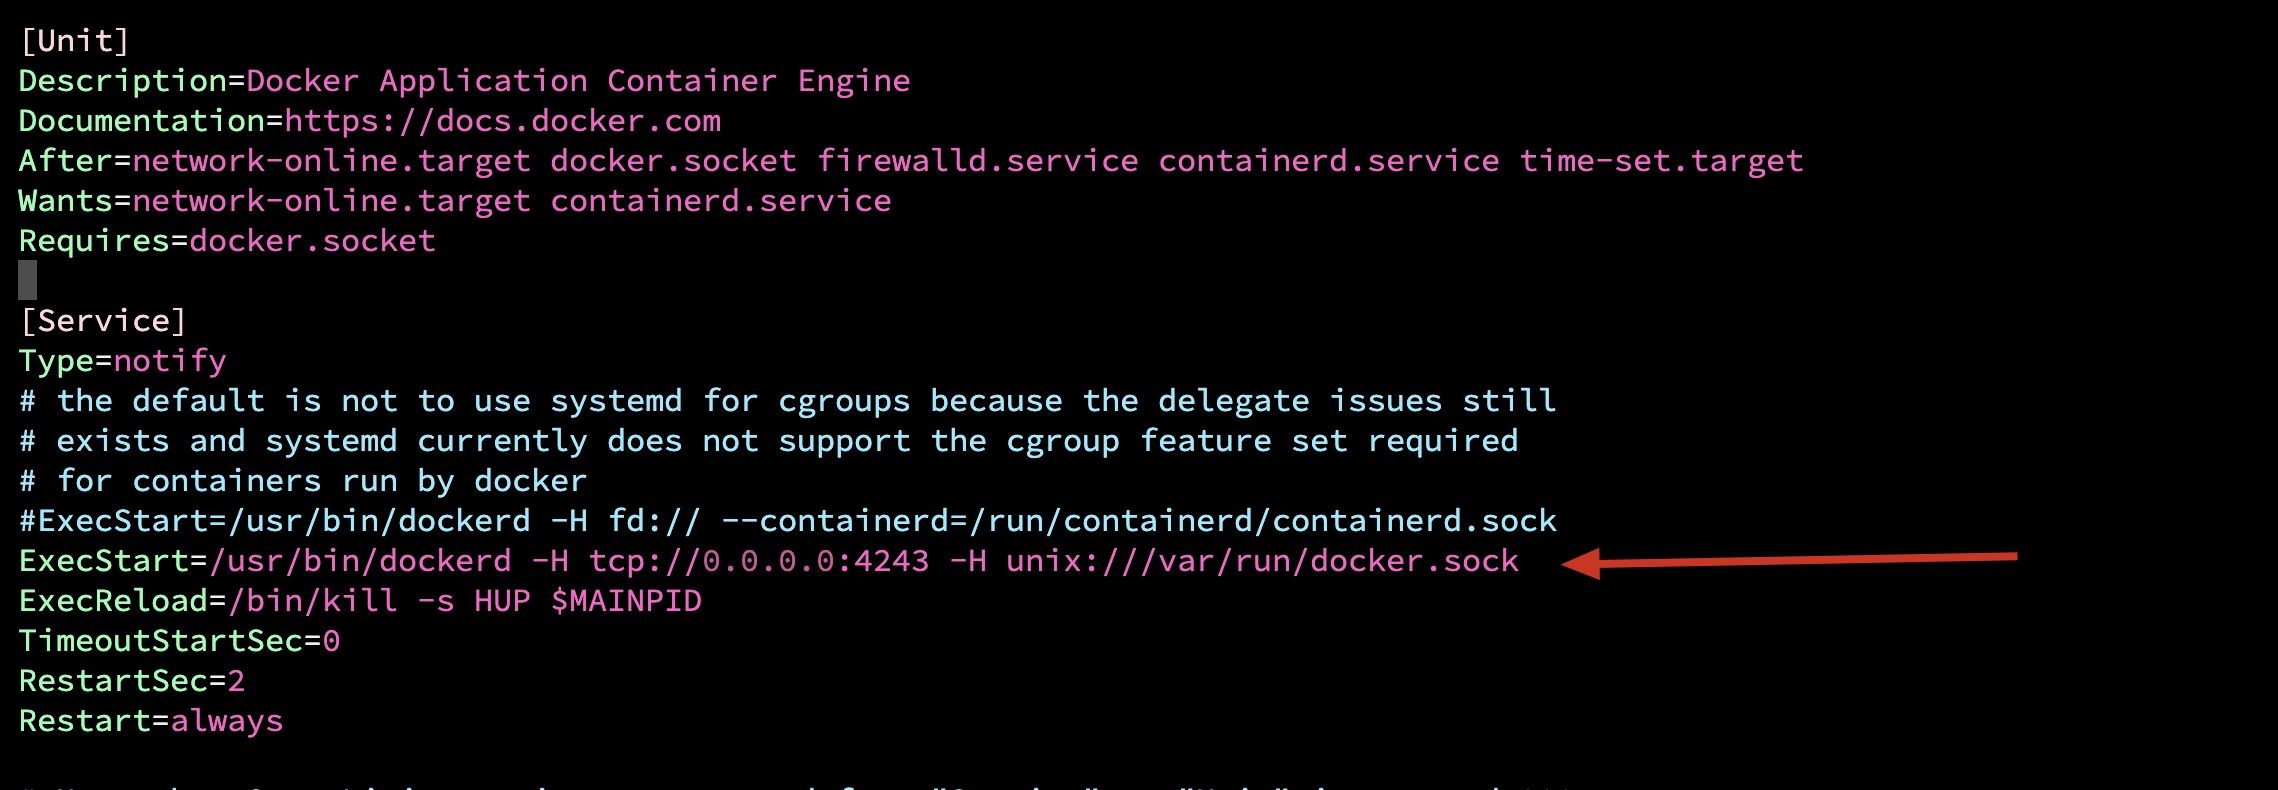 [Unit]
Description=Docker Application Container Engine
Documentation=https://docs.docker.com
After=network-online.target docker.socket firewalld.service containerd.service time-set.target
Wants=network-online.target containerd.service
Requires=docker.socket
[Service]
Type=notify
# the default is not to use systemd for cgroups because the delegate issues still
# exists and systemd currently does not support the cgroup feature set required
# for containers run by docker
#ExecStart=/usr/bin/dockerd -H fd:// --containerd=/run/containerd/containerd.sock
ExecStart=/usr/bin/dockerd -H tcp://0.0.0.0:4243 -H unix:///var/run/docker.sock
ExecReload=/bin/kill -s HUP $MAINPID
TimeoutStartSec=0
RestartSec=2
Restart=always